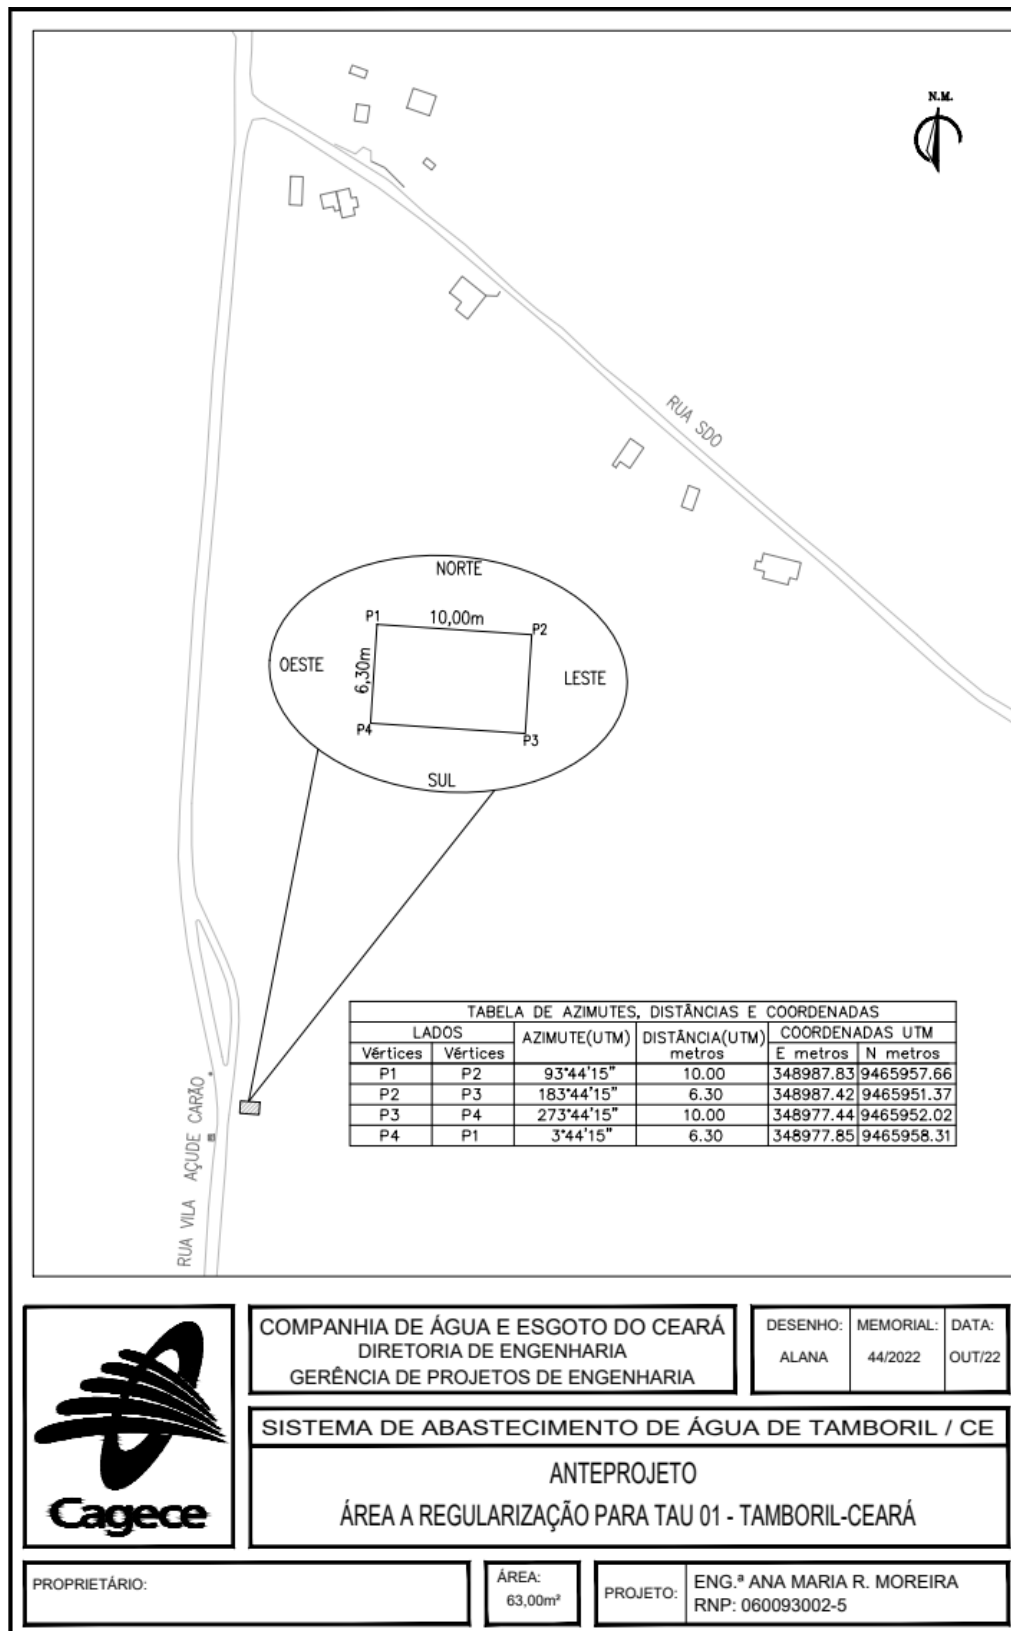 N.M.
RUA SDO
NORTE
P1
10,00m
P2
OESTE
6,30m
LESTE
P4
P3
SUL
RUA VILA AÇUDE CARÃO
TABELA DE AZIMUTES, DISTÂNCIAS E COORDENADAS
LADOS AZIMUTE(UTM) DISTÂNCIA(UTM) metros COORDENADAS UTM
Vértices Vértices E metros N metros
P1 P2 93°44'15" 10.00 348987.83 9465957.66
P2 P3 183°44'15" 6.30 348987.42 9465951.37
P3 P4 273°44'15" 10.00 348977.44 9465952.02
P4 P1 3°44'15" 6.30 348977.85 9465958.31
Cagece
COMPANHIA DE ÁGUA E ESGOTO DO CEARÁ
DIRETORIA DE ENGENHARIA
GERÊNCIA DE PROJETOS DE ENGENHARIA
DESENHO: MEMORIAL: DATA:
ALANA 44/2022 OUT/22
SISTEMA DE ABASTECIMENTO DE ÁGUA DE TAMBORIL / CE
ANTEPROJETO
ÁREA A REGULARIZAÇÃO PARA TAU 01 - TAMBORIL-CEARÁ
PROPRIETÁRIO:
ÁREA:
63,00m²
PROJETO:
ENG.ª ANA MARIA R. MOREIRA
RNP: 060093002-5